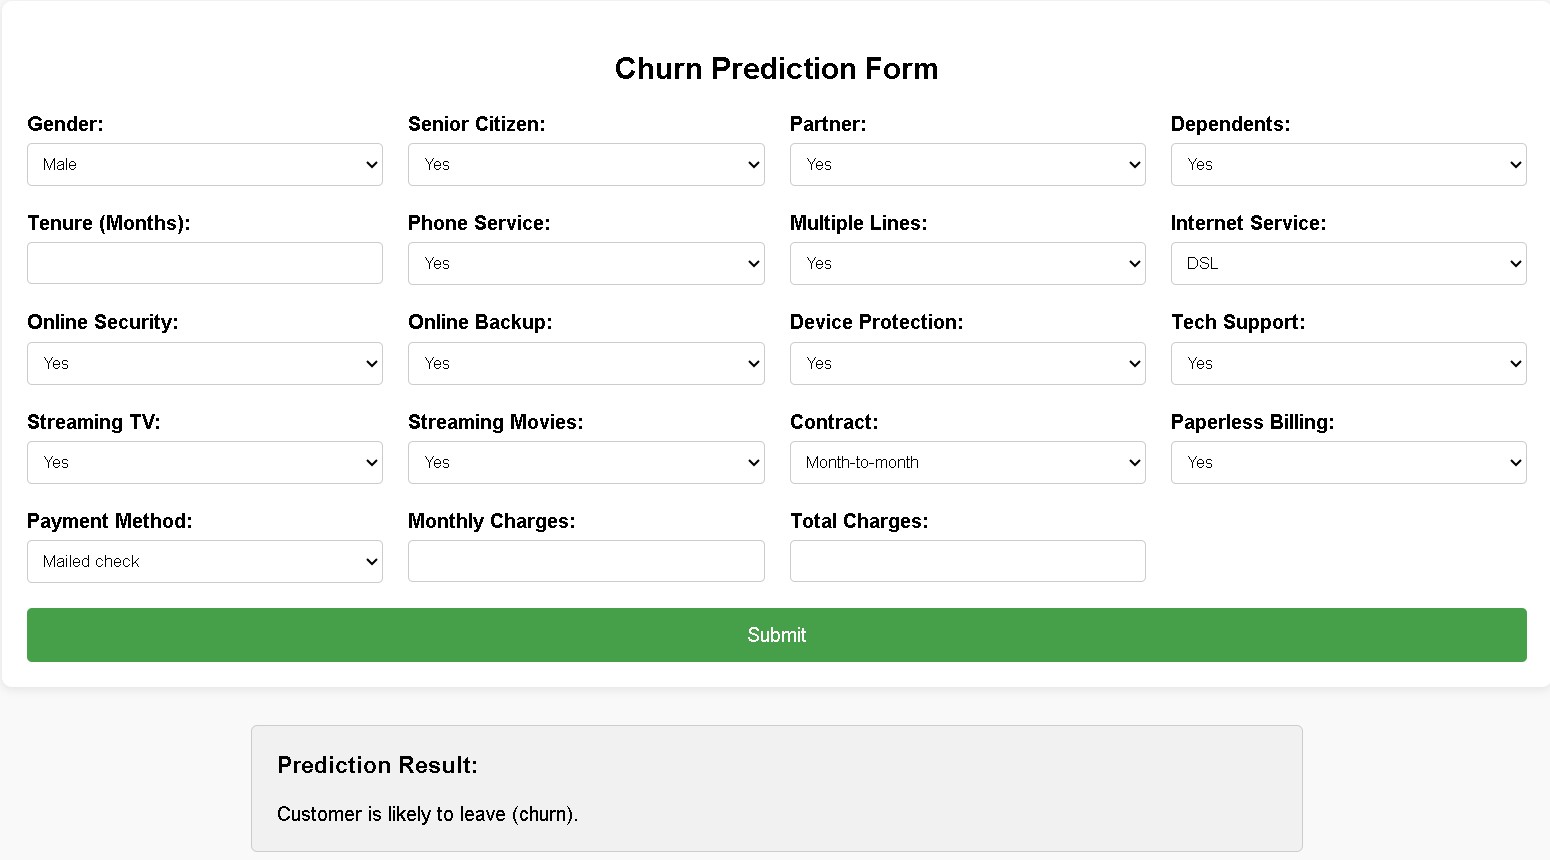 Churn Prediction Form
Gender: Senior Citizen: Partner: Dependents:
Male Yes Yes Yes
Tenure (Months): Phone Service: Multiple Lines: Internet Service:
Yes Yes DSL
Online Security: Online Backup: Device Protection: Tech Support:
Yes Yes Yes Yes
Streaming TV: Streaming Movies: Contract: Paperless Billing:
Yes Yes Month-to-month Yes
Payment Method: Monthly Charges: Total Charges:
Mailed check
Submit
Prediction Result:
Customer is likely to leave (churn).